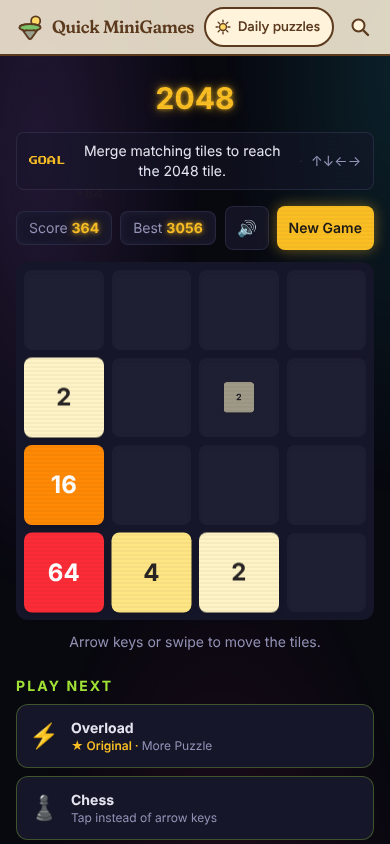 Quick MiniGames
Daily puzzles
2048
GOAL
Merge matching tiles to reach
the 2048 tile.
↑↓←→
Score 364
Best 3056
New Game
2
2
16
64
4
2
Arrow keys or swipe to move the tiles.
PLAY NEXT
Overload
★ Original · More Puzzle
Chess
Tap instead of arrow keys